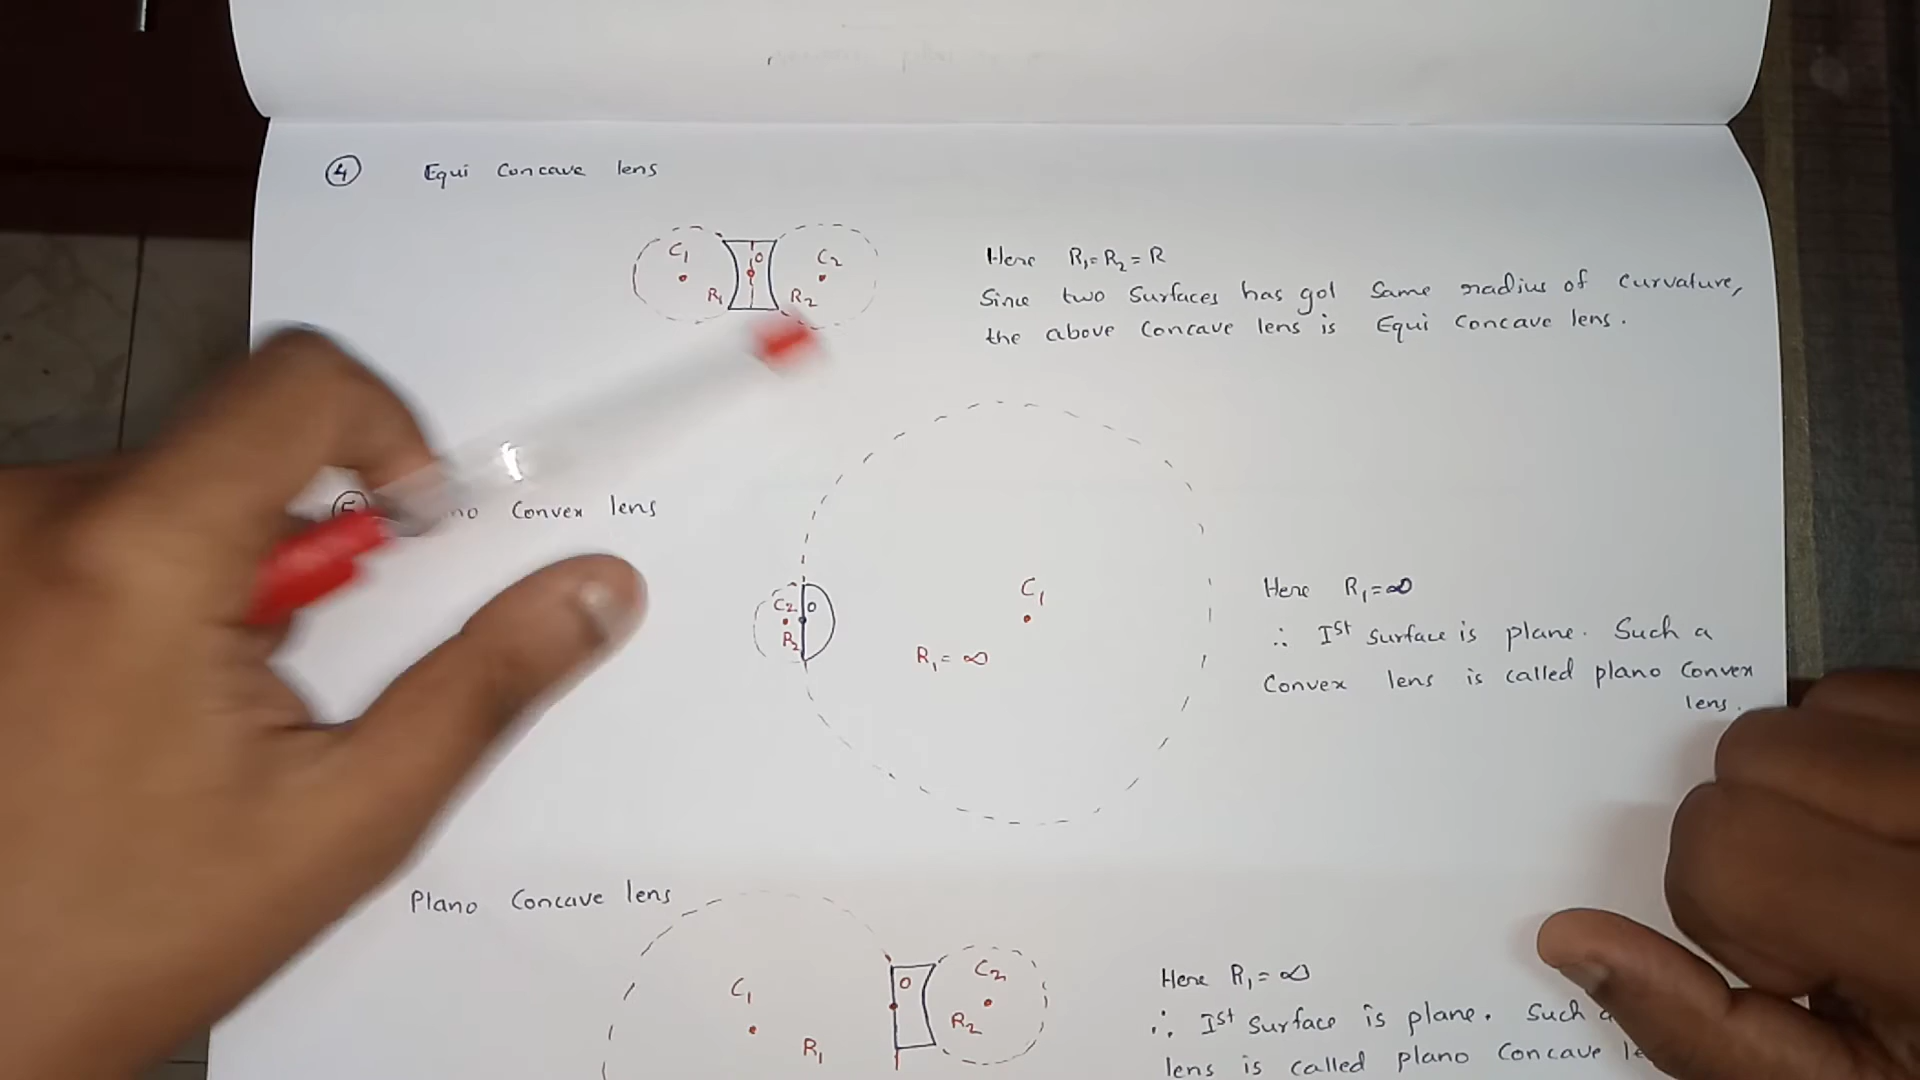 4 Equi Concave lens
C1 O C2
R1 R2
Here R1=R2=R
Since two Surfaces has got Same radius of curvature,
the above Concave lens is Equi Concave lens.
Convex lens
C2 O
R2
C1
R1=∞
Here R1=∞
∴ Ist surface is plane. Such a
Convex lens is called plano Convex
lens.
Plano Concave lens
C1
R1
O C2
R2
Here R1=∞
∴ Ist Surface is plane. Such a
lens is called plano Concave